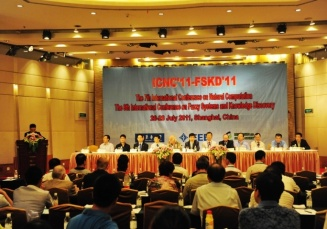 ICNC'11-FSKD'11
The 7th International Conference on Natural Computation
The 8th International Conference on Fuzzy Systems and Knowledge Discovery
26-28 July 2011, Shanghai, China